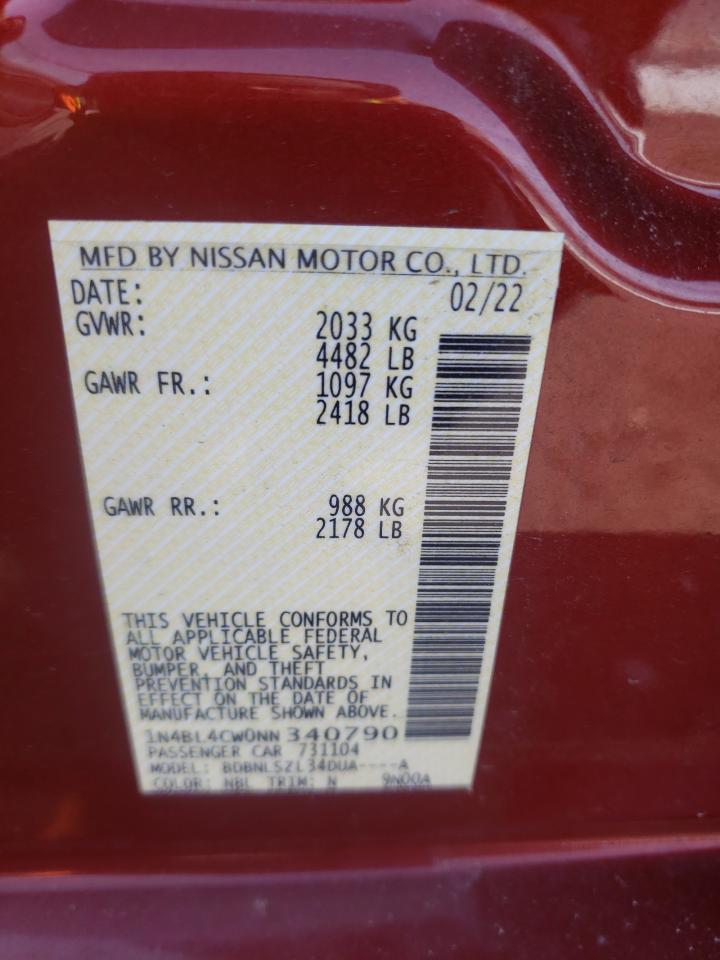 MFD BY NISSAN MOTOR CO., LTD.
DATE: 02/22
GVWR: 2033 KG
4482 LB
GAWR FR.: 1097 KG
2418 LB
GAWR RR.: 988 KG
2178 LB
THIS VEHICLE CONFORMS TO
ALL APPLICABLE FEDERAL
MOTOR VEHICLE SAFETY,
BUMPER, AND THEFT
PREVENTION STANDARDS IN
EFFECT ON THE DATE OF
MANUFACTURE SHOWN ABOVE.
1N4BL4CW0NN340790
PASSENGER CAR 731104
MODEL: BDBNLSZL34DUA----A
COLOR: NBL TRIM: N 9N00A